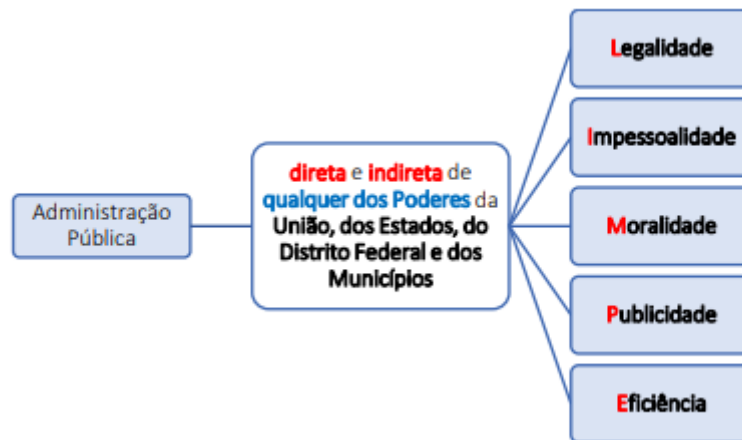 Administração
Pública
direta e indireta de
qualquer dos Poderes da
União, dos Estados, do
Distrito Federal e dos
Municípios
Legalidade
Impessoalidade
Moralidade
Publicidade
Eficiência